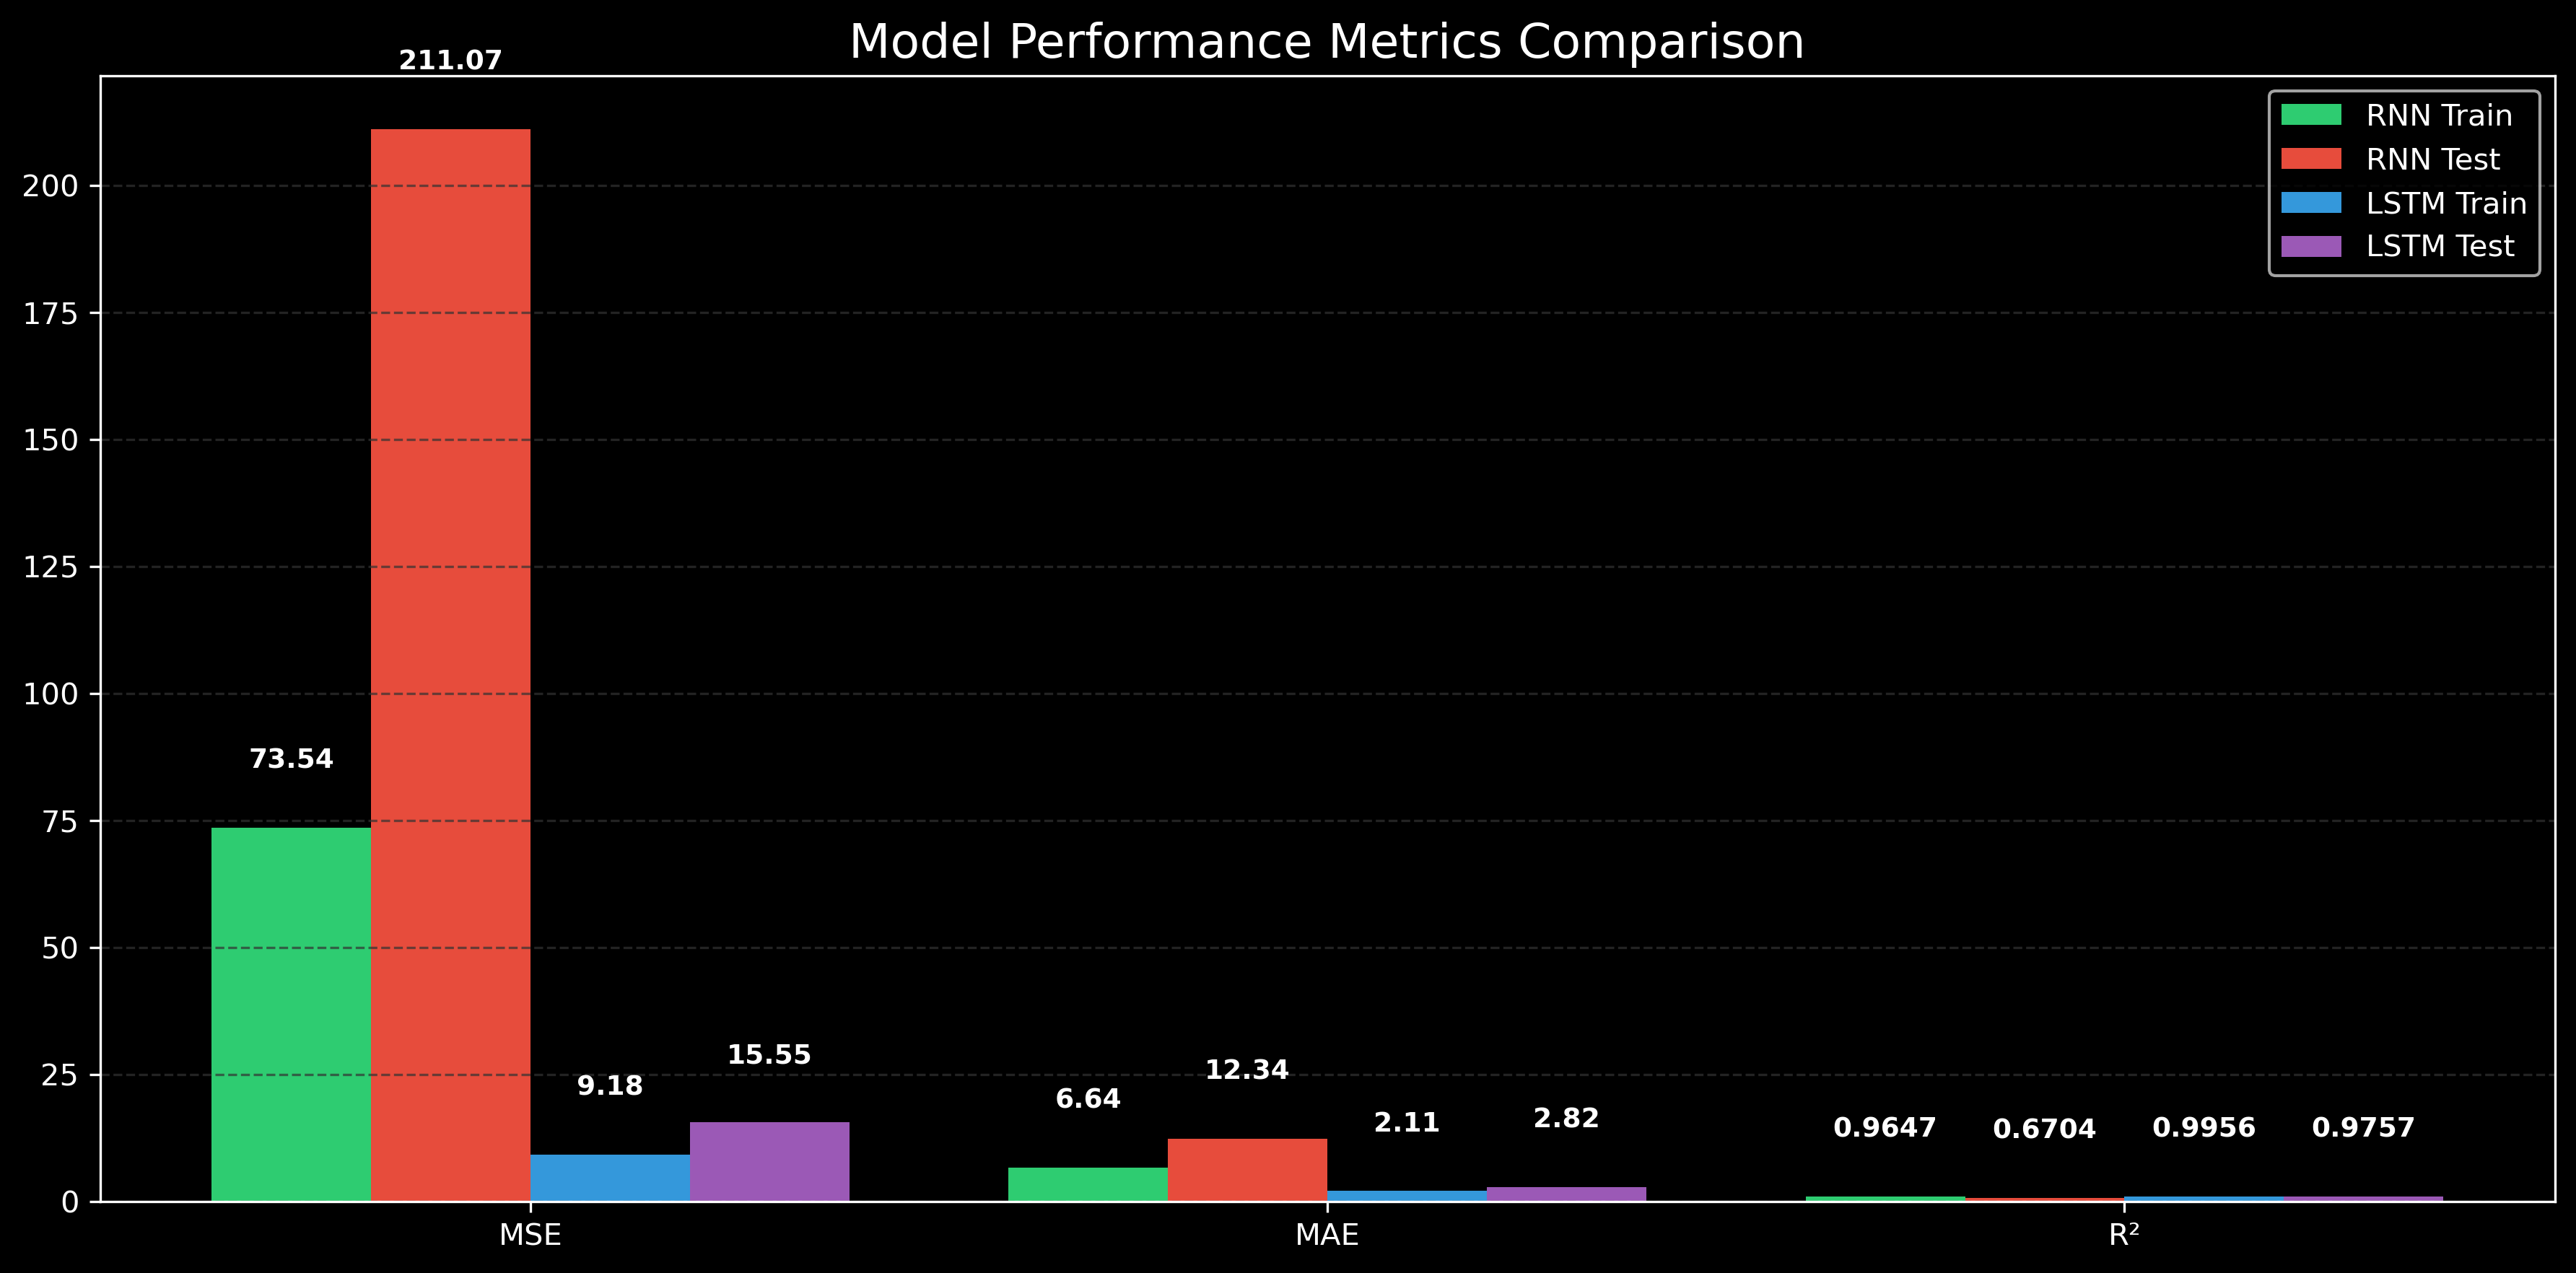 Model Performance Metrics Comparison
211.07
RNN Train
RNN Test
LSTM Train
LSTM Test
200
175
150
125
100
75
50
25
0
73.54
9.18
15.55
6.64
12.34
2.11
2.82
0.9647
0.6704
0.9956
0.9757
MSE
MAE
R²